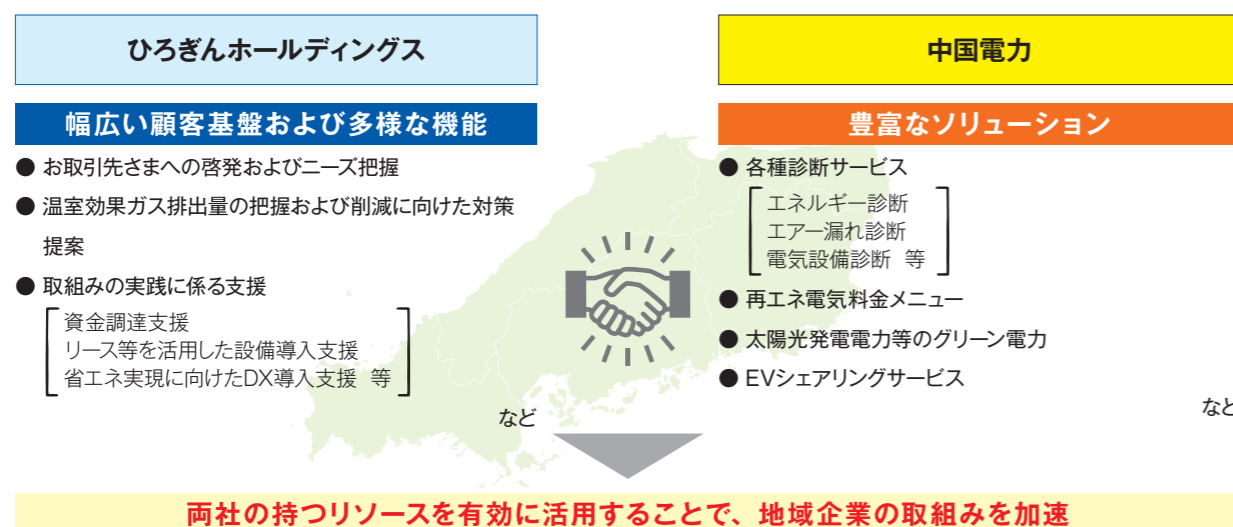 ひろぎんホールディングス
幅広い顧客基盤および多様な機能
● お取引先さまへの啓発およびニーズ把握
● 温室効果ガス排出量の把握および削減に向けた対策
提案
● 取組みの実践に係る支援
資金調達支援
リース等を活用した設備導入支援
省エネ実現に向けたDX導入支援 等
など
中国電力
豊富なソリューション
● 各種診断サービス
エネルギー診断
エアー漏れ診断
電気設備診断 等
● 再エネ電気料金メニュー
● 太陽光発電電力等のグリーン電力
● EVシェアリングサービス
など
両社の持つリソースを有効に活用することで、地域企業の取組みを加速